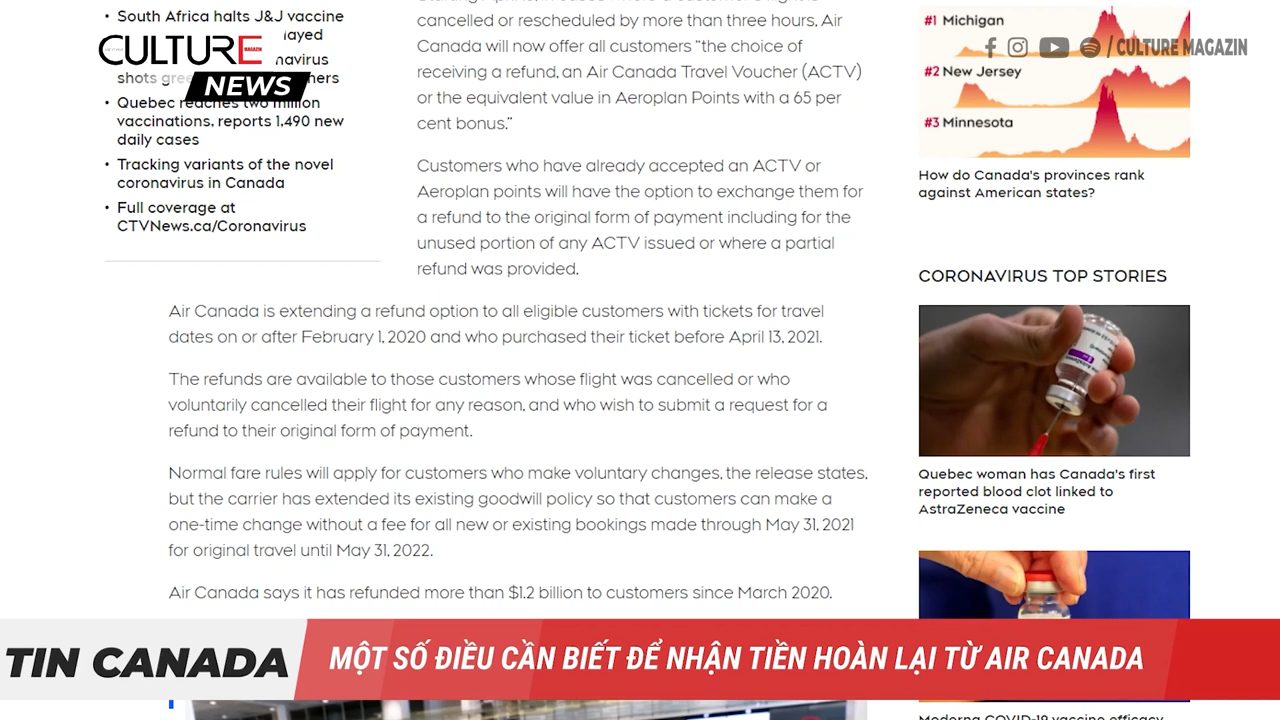 South Africa halts J&J vaccine
ayed
navirus
shots
hers
Quebec reaches two million
vaccinations, reports 1,490 new
daily cases
Tracking variants of the novel
coronavirus in Canada
Full coverage at
CTVNews.ca/Coronavirus
CULTURE
MAGAZIN
NEWS
cancelled or rescheduled by more than three hours, Air
Canada will now offer all customers "the choice of
receiving a refund, an Air Canada Travel Voucher (ACTV)
or the equivalent value in Aeroplan Points with a 65 per
cent bonus."
Customers who have already accepted an ACTV or
Aeroplan points will have the option to exchange them for
a refund to the original form of payment including for the
unused portion of any ACTV issued or where a partial
refund was provided.
Air Canada is extending a refund option to all eligible customers with tickets for travel
dates on or after February 1, 2020 and who purchased their ticket before April 13, 2021.
The refunds are available to those customers whose flight was cancelled or who
voluntarily cancelled their flight for any reason, and who wish to submit a request for a
refund to their original form of payment.
Normal fare rules will apply for customers who make voluntary changes, the release states,
but the carrier has extended its existing goodwill policy so that customers can make a
one-time change without a fee for all new or existing bookings made through May 31, 2021
for original travel until May 31, 2022.
Air Canada says it has refunded more than $1.2 billion to customers since March 2020.
#1 Michigan
/ CULTURE MAGAZIN
#2 New Jersey
#3 Minnesota
How do Canada's provinces rank
against American states?
CORONAVIRUS TOP STORIES
Quebec woman has Canada's first
reported blood clot linked to
AstraZeneca vaccine
Moderna COVID-19 vaccine efficacy
TIN CANADA
MỘT SỐ ĐIỀU CẦN BIẾT ĐỂ NHẬN TIỀN HOÀN LẠI TỪ AIR CANADA